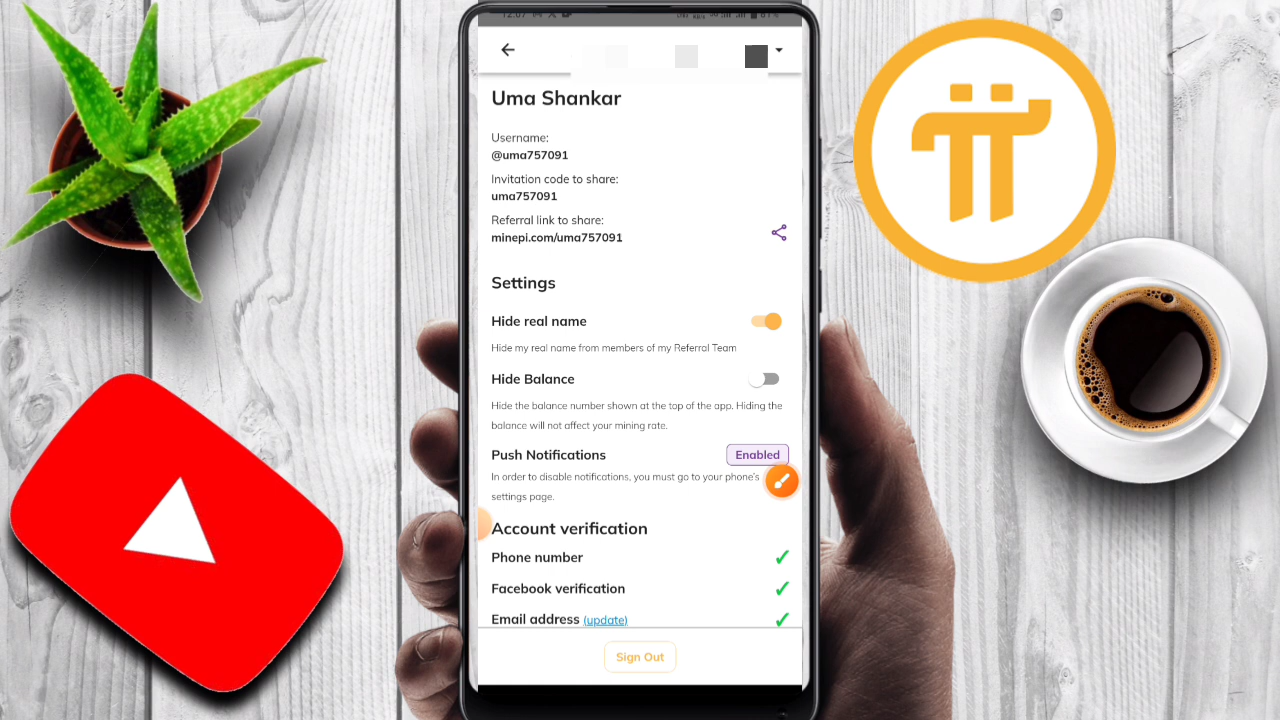 12:07
Uma Shankar
Username:
@uma757091
Invitation code to share:
uma757091
Referral link to share:
minepi.com/uma757091
Settings
Hide real name
Hide my real name from members of my Referral Team
Hide Balance
Hide the balance number shown at the top of the app. Hiding the
balance will not affect your mining rate.
Push Notifications
Enabled
In order to disable notifications, you must go to your phone's
settings page.
Account verification
Phone number
Facebook verification
Email address (update)
Sign Out